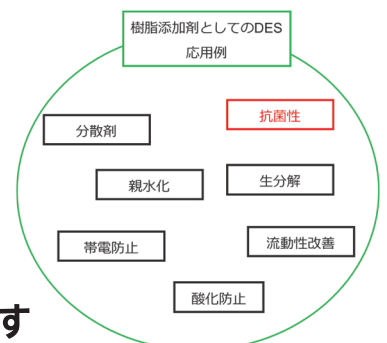 樹脂添加剤としてのDES
応用例
抗菌性
分散剤
親水化
生分解
帯電防止
流動性改善
酸化防止
す